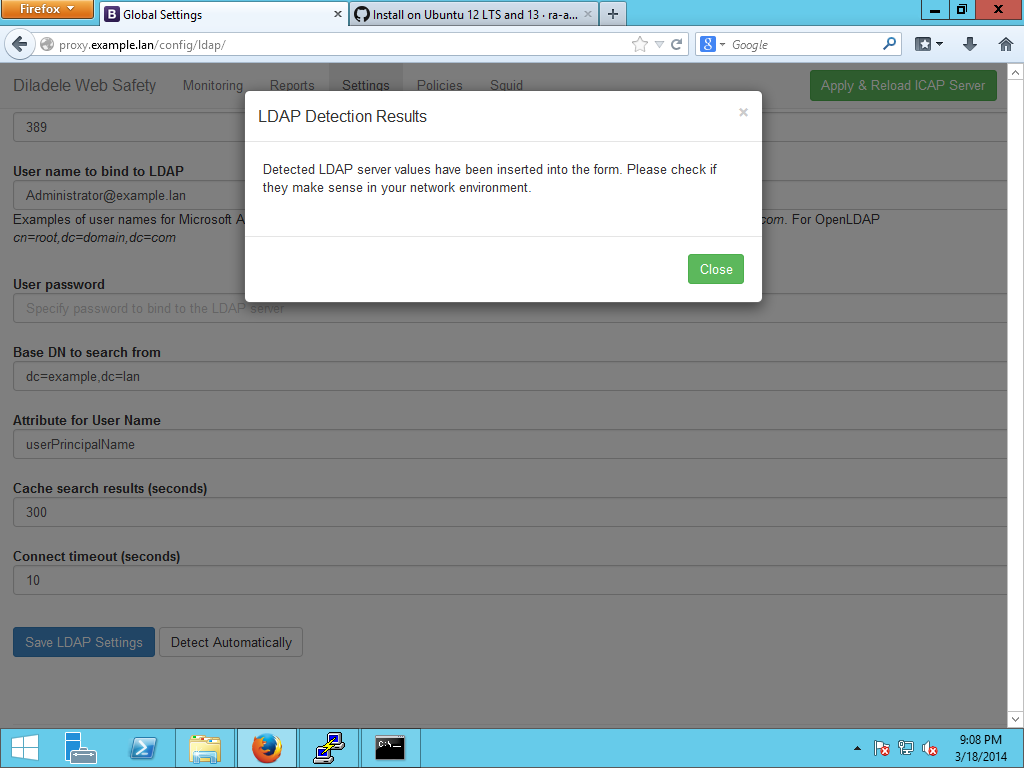 Firefox
Global Settings
Install on Ubuntu 12 LTS and 13 · ra-a...
proxy.example.lan/config/ldap/
Google
Diladele Web Safety
Monitoring
Reports
Settings
Policies
Squid
Apply & Reload ICAP Server
LDAP Detection Results
×
Detected LDAP server values have been inserted into the form. Please check if
they make sense in your network environment.
Close
389
User name to bind to LDAP
Administrator@example.lan
Examples of user names for Microsoft A
com. For OpenLDAP
cn=root,dc=domain,dc=com
User password
Specify password to bind to the LDAP server
Base DN to search from
dc=example,dc=lan
Attribute for User Name
userPrincipalName
Cache search results (seconds)
300
Connect timeout (seconds)
10
Save LDAP Settings
Detect Automatically
9:08 PM
3/18/2014